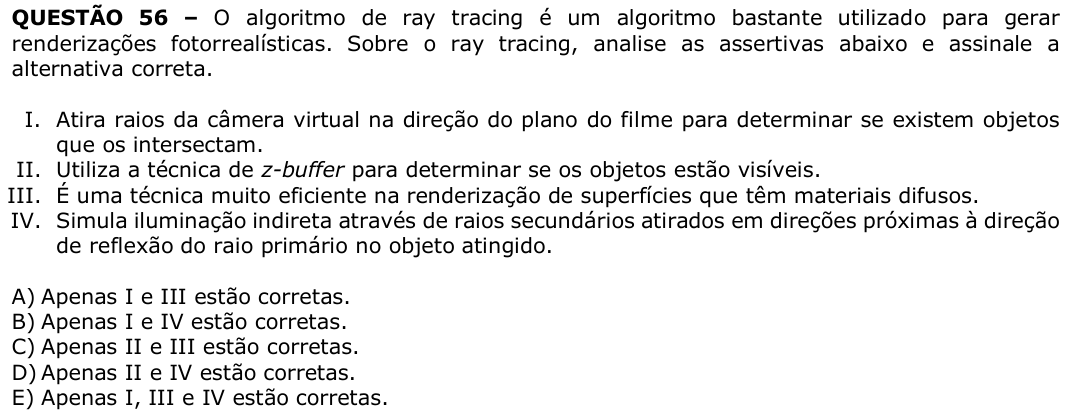 QUESTÃO 56 – O algoritmo de ray tracing é um algoritmo bastante utilizado para gerar
renderizações fotorrealísticas. Sobre o ray tracing, analise as assertivas abaixo e assinale a
alternativa correta.
I. Atira raios da câmera virtual na direção do plano do filme para determinar se existem objetos
que os intersectam.
II. Utiliza a técnica de z-buffer para determinar se os objetos estão visíveis.
III. É uma técnica muito eficiente na renderização de superfícies que têm materiais difusos.
IV. Simula iluminação indireta através de raios secundários atirados em direções próximas à direção
de reflexão do raio primário no objeto atingido.
A) Apenas I e III estão corretas.
B) Apenas I e IV estão corretas.
C) Apenas II e III estão corretas.
D) Apenas II e IV estão corretas.
E) Apenas I, III e IV estão corretas.